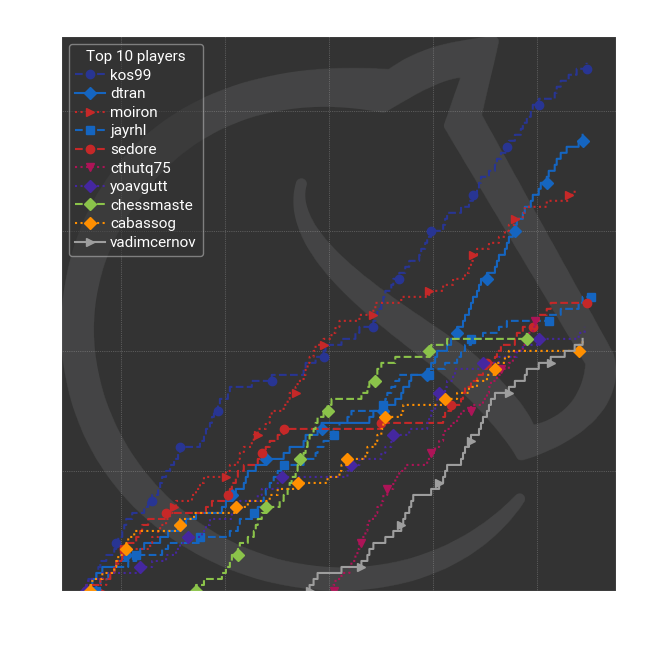 Top 10 players
kos99
dtran
moiron
jayrhl
sedore
cthutq75
yoavgutt
chessmaste
cabassog
vadimcernov